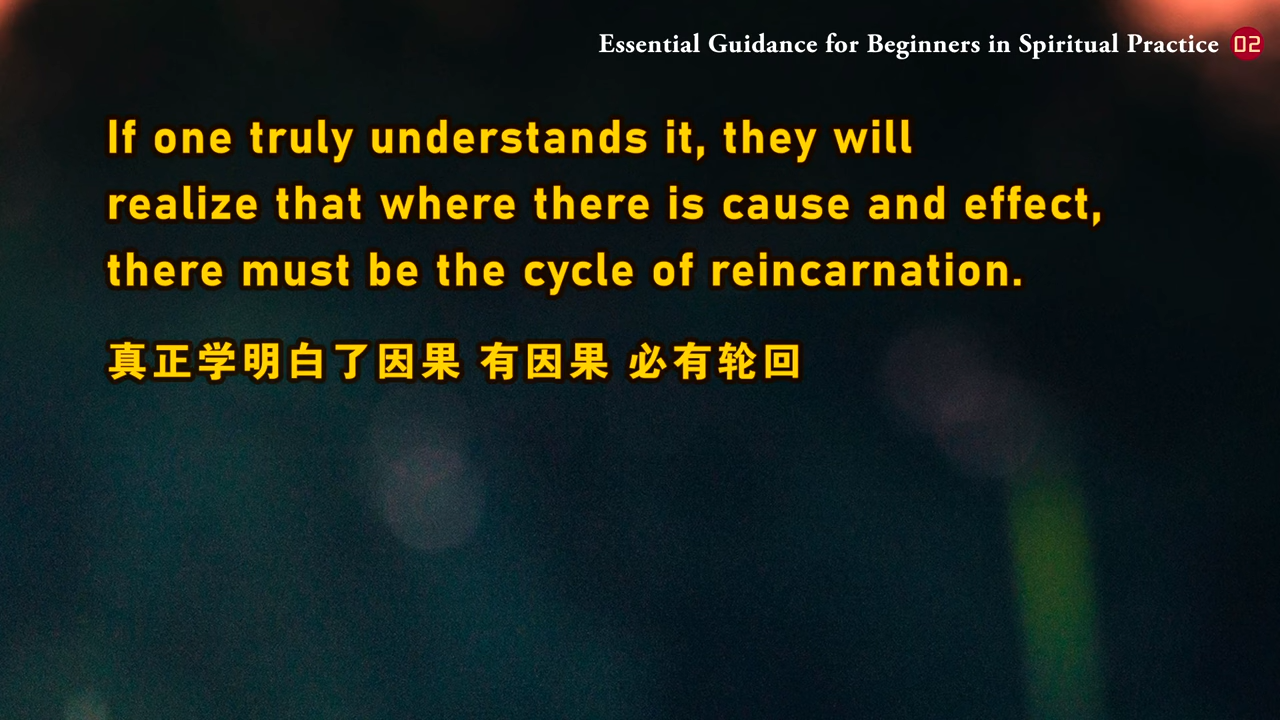 Essential Guidance for Beginners in Spiritual Practice 02
If one truly understands it, they will
realize that where there is cause and effect,
there must be the cycle of reincarnation.
真正学明白了因果 有因果 必有轮回